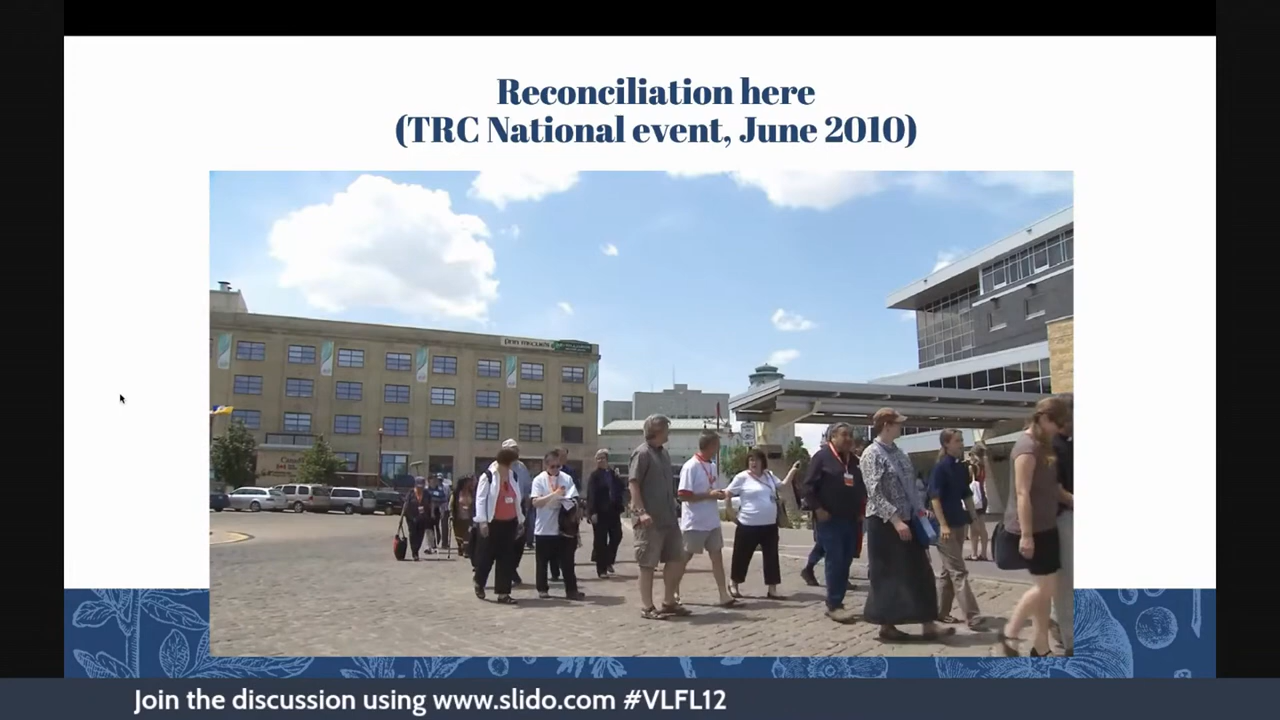 Reconciliation here
(TRC National event, June 2010)
Join the discussion using www.slido.com #VLFL12